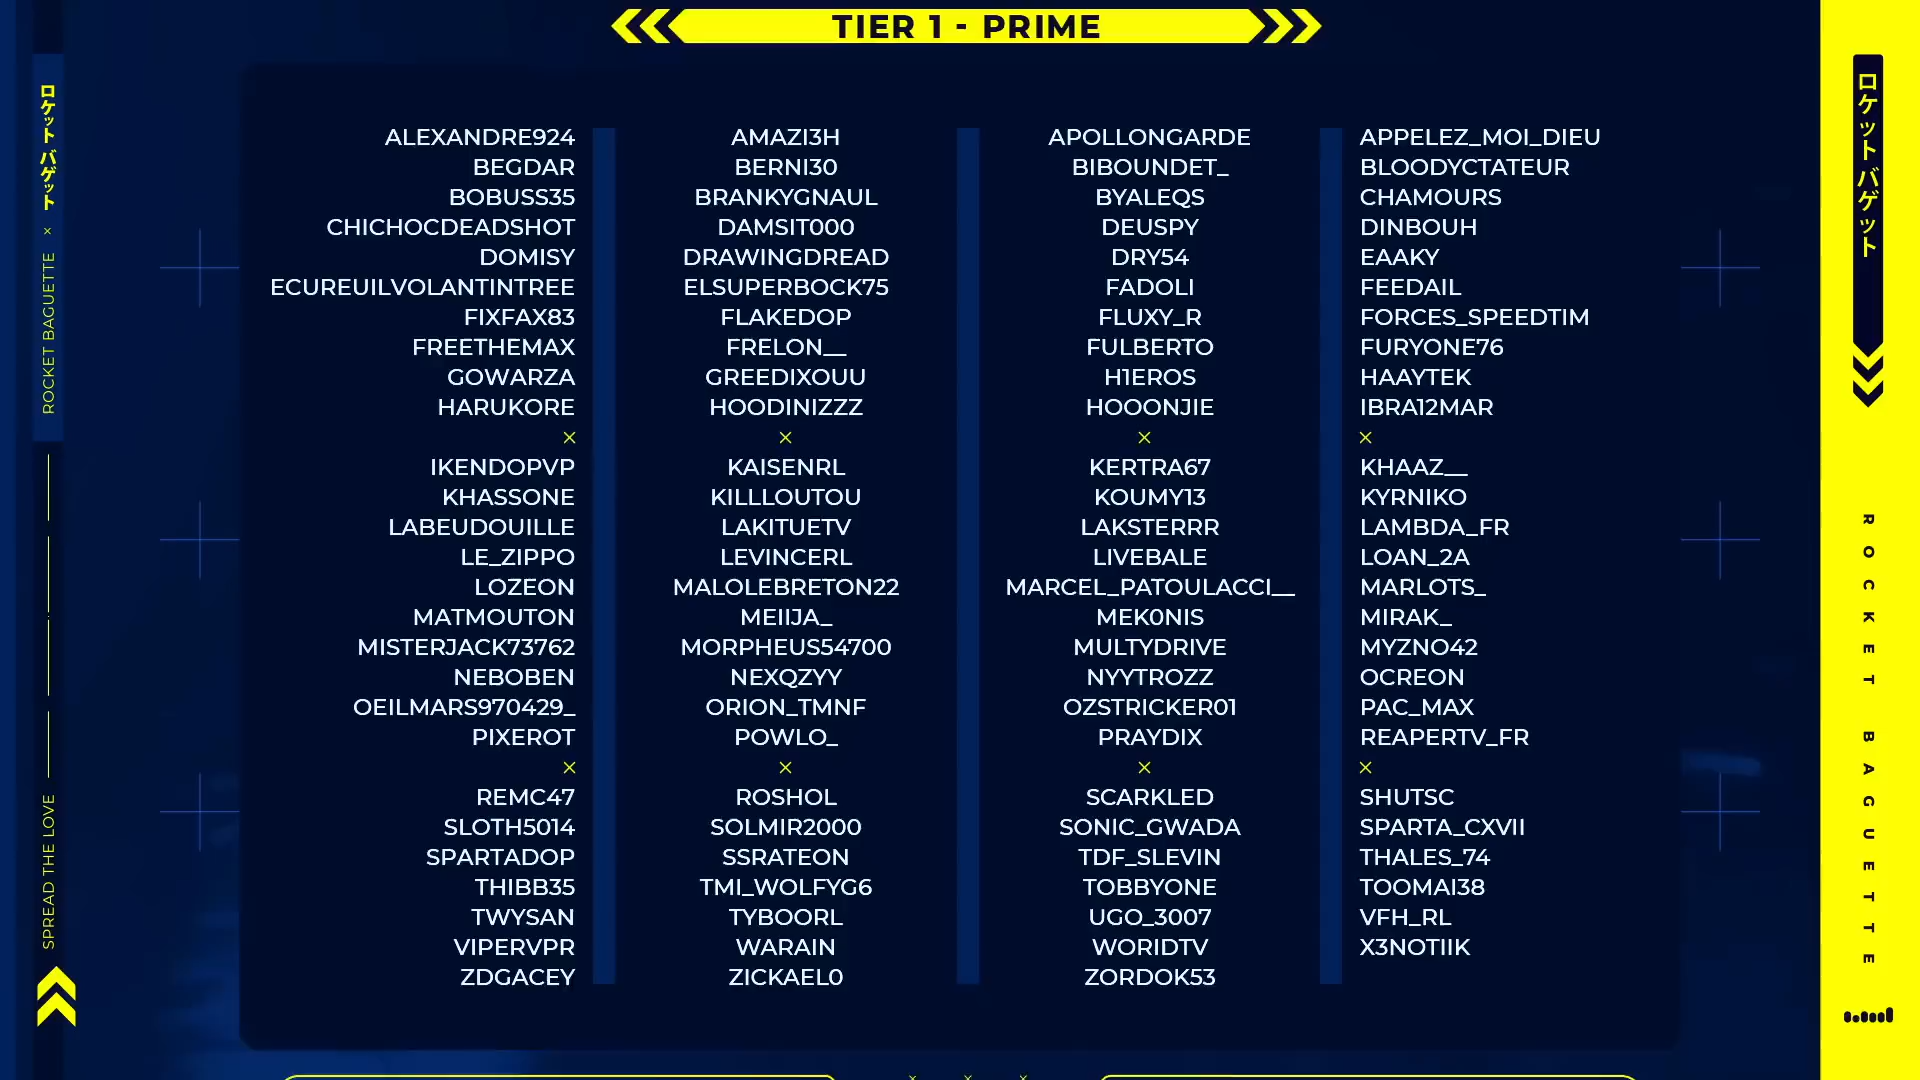 TIER 1 - PRIME
ALEXANDRE924 AMAZI3H APOLLONGARDE APPELEZ_MOI_DIEU
BEGDAR BERNI30 BIBOUNDET_ BLOODYCTATEUR
BOBUSS35 BRANKYGNAUL BYALEQS CHAMOURS
CHICHOCDEADSHOT DAMSIT000 DEUSPY DINBOUH
DOMISY DRAWINGDREAD DRY54 EAAKY
ECUREUILVOLANTINTREE ELSUPERBOCK75 FADOLI FEEDAIL
FIXFAX83 FLAKEDOP FLUXY_R FORCES_SPEEDTIM
FREETHEMAX FRELON__ FULBERTO FURYONE76
GOWARZA GREEDIXOUU H1EROS HAAYTEK
HARUKORE HOODINIZZZ HOOONJIE IBRA12MAR
× × × ×
IKENDOPVP KAISENRL KERTRA67 KHAAZ__
KHASSONE KILLLOUTOU KOUMY13 KYRNIKO
LABEUDOUILLE LAKITUETV LAKSTERRR LAMBDA_FR
LE_ZIPPO LEVINCERL LIVEBALE LOAN_2A
LOZEON MALOLEBRETON22 MARCEL_PATOULACCI__ MARLOTS_
MATMOUTON MEIIJA_ MEK0NIS MIRAK_
MISTERJACK73762 MORPHEUS54700 MULTYDRIVE MYZNO42
NEBOBEN NEXQZYY NYYTROZZ OCREON
OEILMARS970429_ ORION_TMNF OZSTRICKER01 PAC_MAX
PIXEROT POWLO_ PRAYDIX REAPERTV_FR
× × × ×
REMC47 ROSHOL SCARKLED SHUTSC
SLOTH5014 SOLMIR2000 SONIC_GWADA SPARTA_CXVII
SPARTADOP SSRATEON TDF_SLEVIN THALES_74
THIBB35 TMI_WOLFYG6 TOBBYONE TOOMAI38
TWYSAN TYBOORL UGO_3007 VFH_RL
VIPERVPR WARAIN WORIDTV X3NOTIIK
ZDGACEY ZICKAEL0 ZORDOK53
ロケット バゲット × ROCKET BAGUETTE
SPREAD THE LOVE
ロケット バゲット
ROCKET BAGUETTE